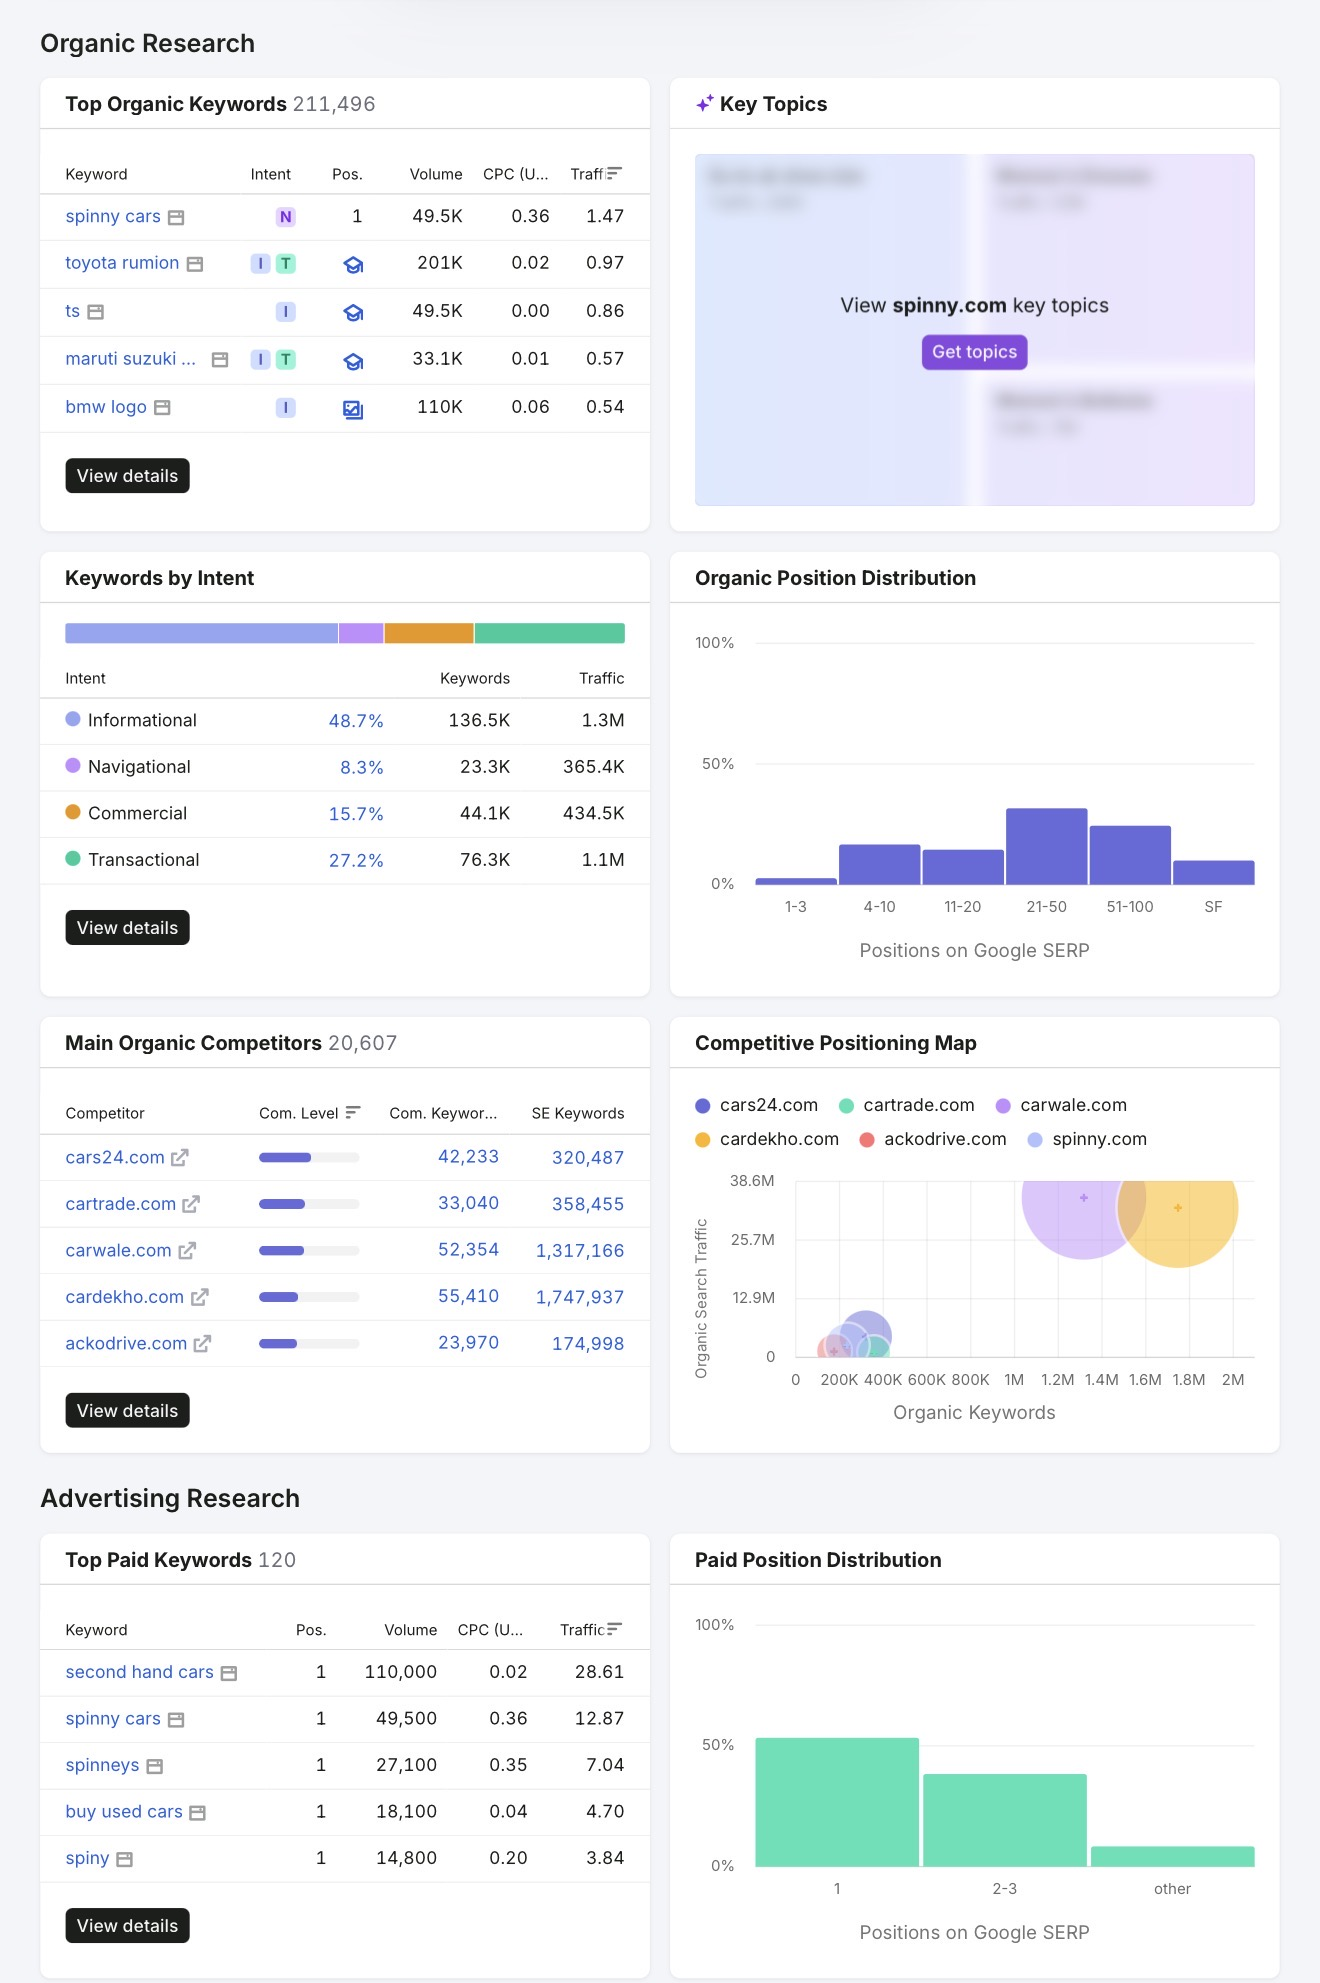 Organic Research
Top Organic Keywords 211,496
Keyword Intent Pos. Volume CPC (U... Traff
spinny cars N 1 49.5K 0.36 1.47
toyota rumion I T 201K 0.02 0.97
ts I 49.5K 0.00 0.86
maruti suzuki ... I T 33.1K 0.01 0.57
bmw logo I 110K 0.06 0.54
View details
Key Topics
View spinny.com key topics
Get topics
Keywords by Intent
Intent Keywords Traffic
Informational 48.7% 136.5K 1.3M
Navigational 8.3% 23.3K 365.4K
Commercial 15.7% 44.1K 434.5K
Transactional 27.2% 76.3K 1.1M
View details
Organic Position Distribution
100%
50%
0%
1-3 4-10 11-20 21-50 51-100 SF
Positions on Google SERP
Main Organic Competitors 20,607
Competitor Com. Level Com. Keywor... SE Keywords
cars24.com 42,233 320,487
cartrade.com 33,040 358,455
carwale.com 52,354 1,317,166
cardekho.com 55,410 1,747,937
ackodrive.com 23,970 174,998
View details
Competitive Positioning Map
cars24.com cartrade.com carwale.com
cardekho.com ackodrive.com spinny.com
Organic Search Traffic
38.6M
25.7M
12.9M
0
0 200K 400K 600K 800K 1M 1.2M 1.4M 1.6M 1.8M 2M
Organic Keywords
Advertising Research
Top Paid Keywords 120
Keyword Pos. Volume CPC (U... Traffic
second hand cars 1 110,000 0.02 28.61
spinny cars 1 49,500 0.36 12.87
spinneys 1 27,100 0.35 7.04
buy used cars 1 18,100 0.04 4.70
spiny 1 14,800 0.20 3.84
View details
Paid Position Distribution
100%
50%
0%
1 2-3 other
Positions on Google SERP